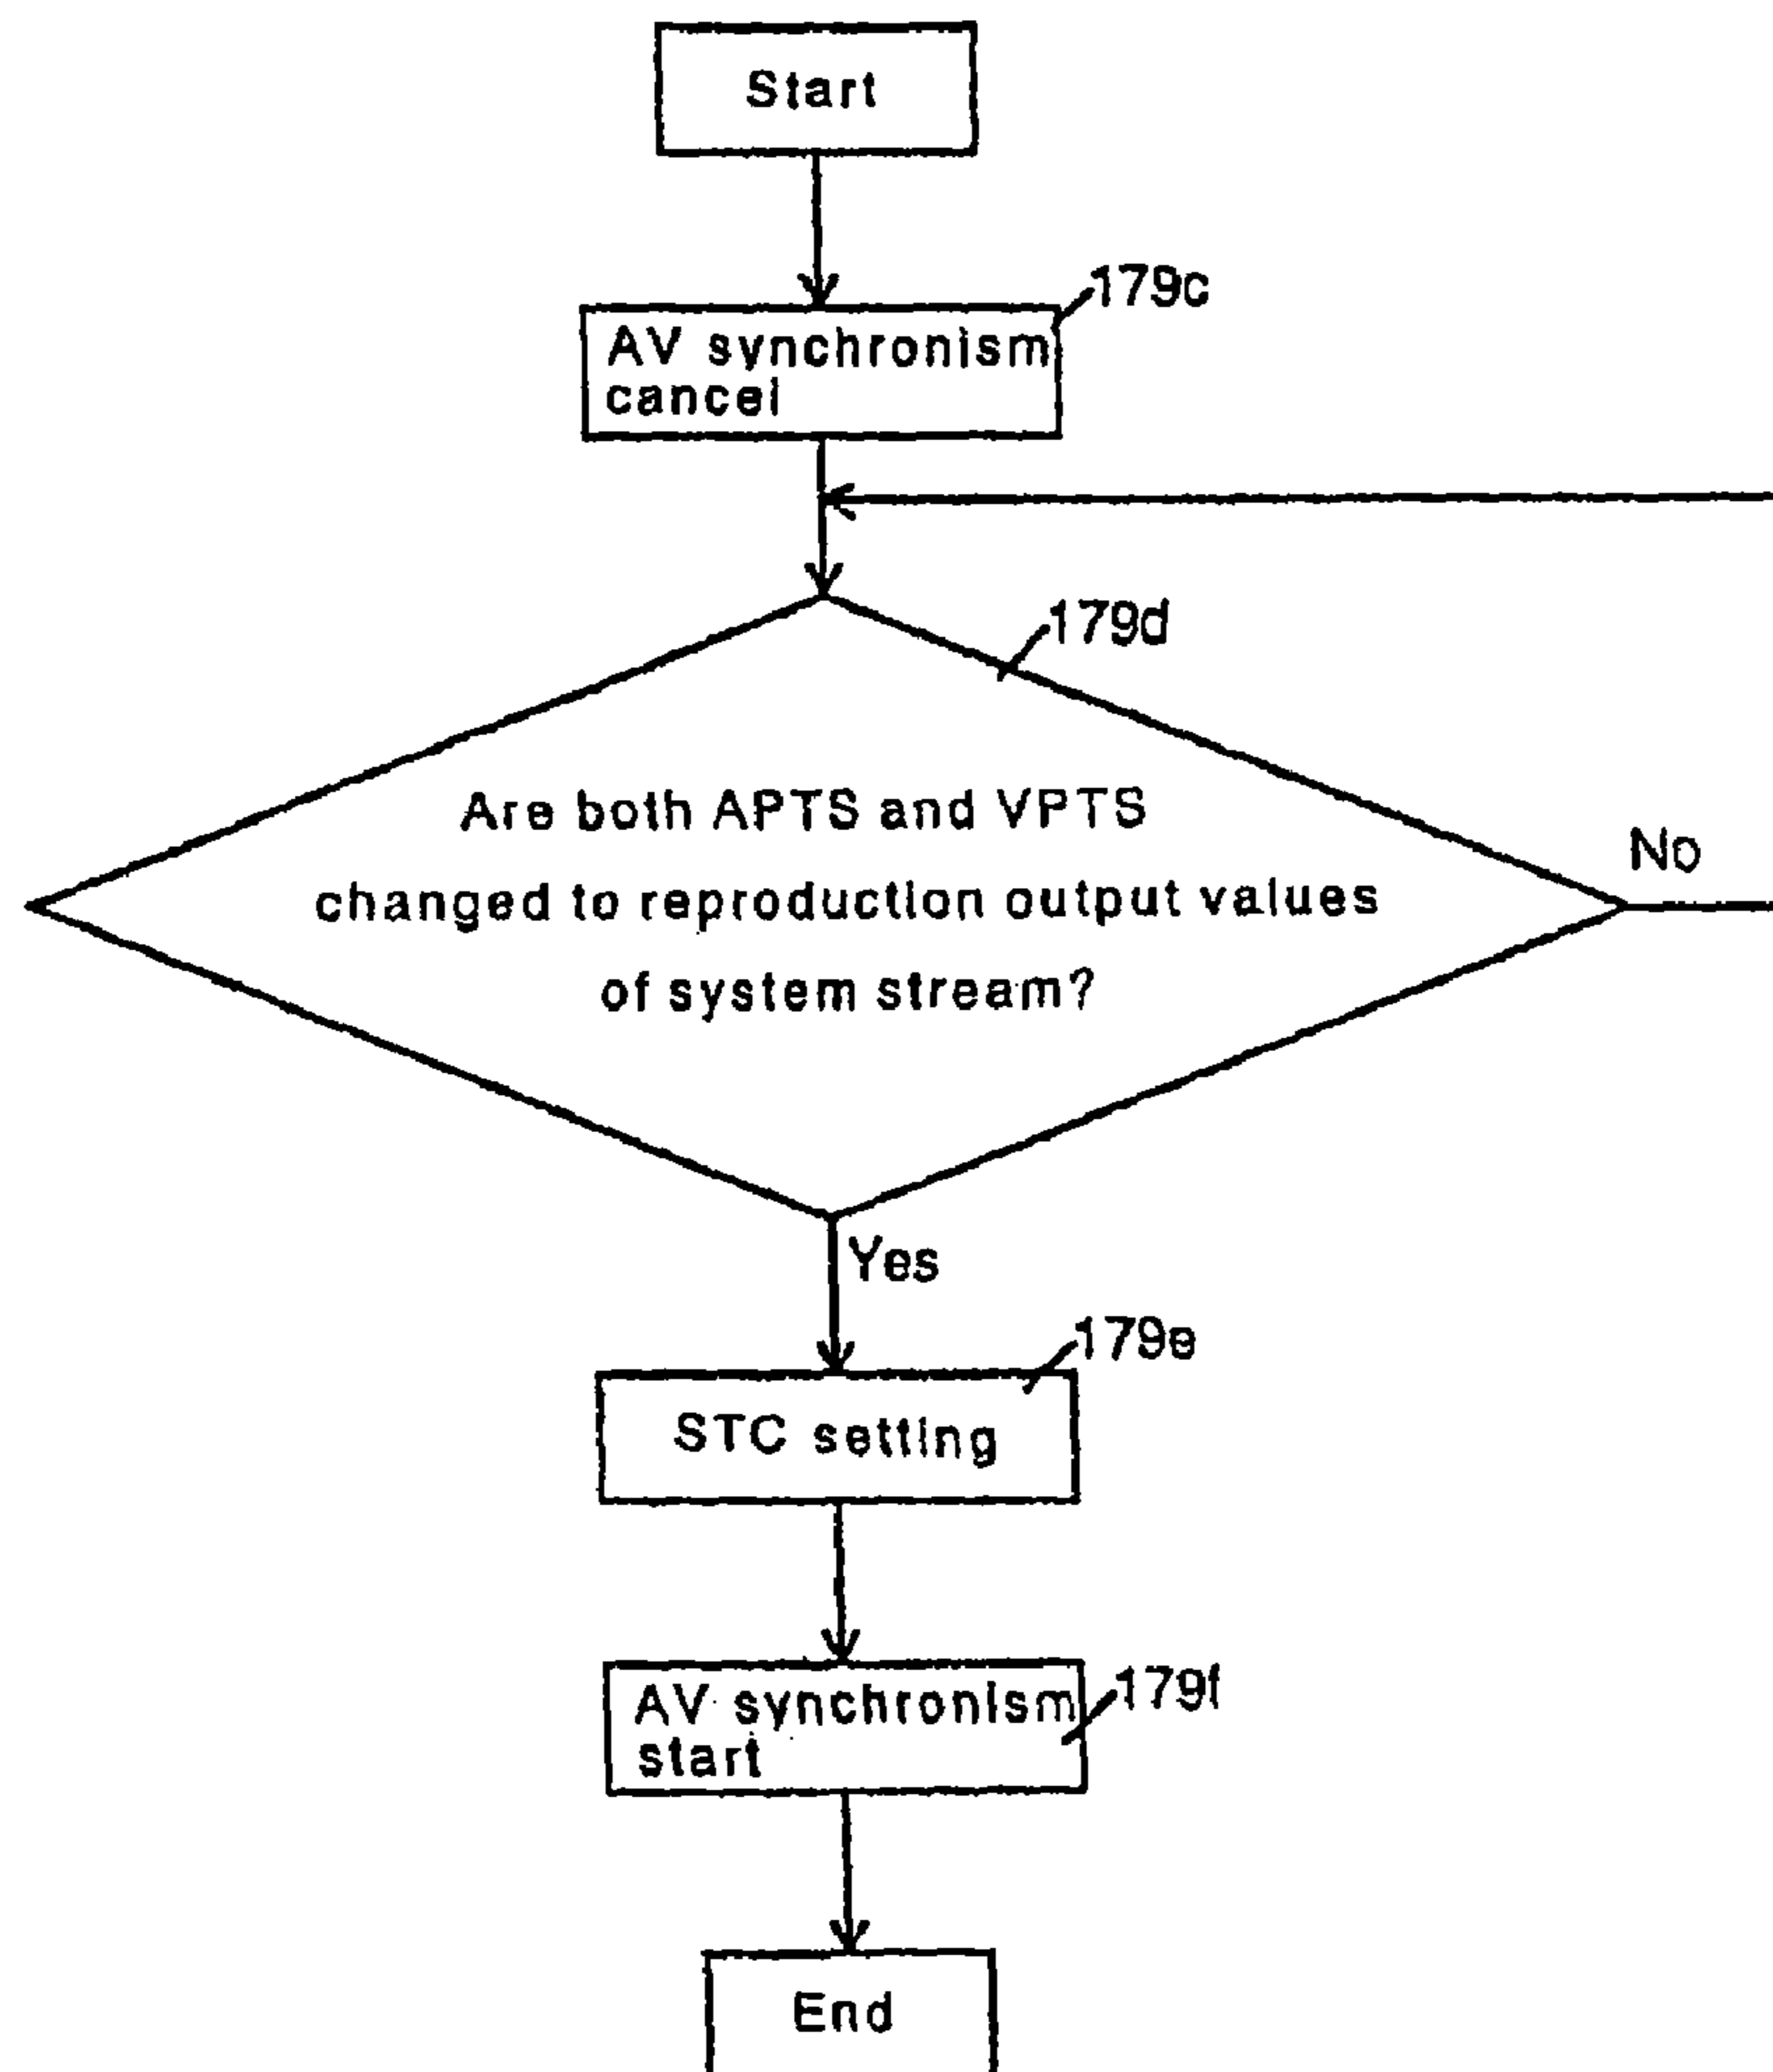 Start
179c
AV synchronism
cancel
179d
Are both APTS and VPTS
changed to reproduction output values
of system stream?
No
Yes
179e
STC setting
179f
AV synchronism
start
End